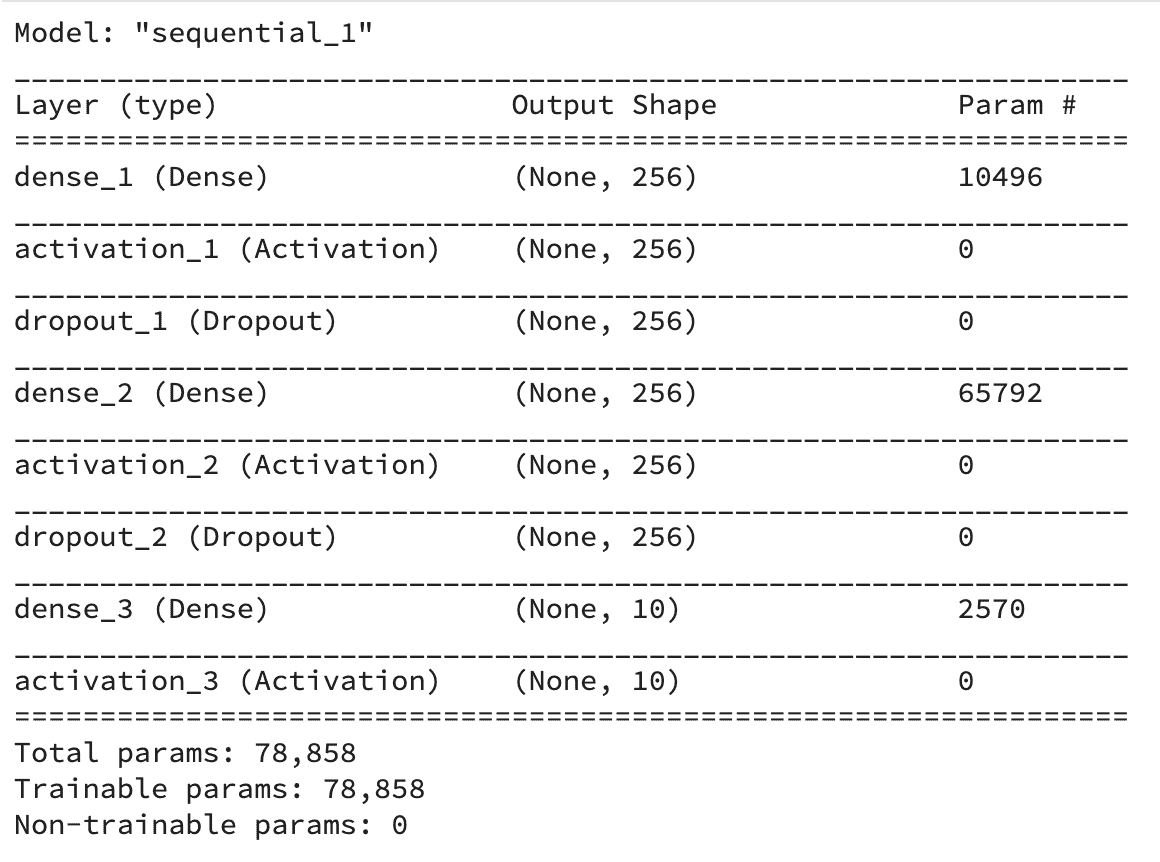 Model: "sequential_1"
_________________________________________________________________
Layer (type)                 Output Shape              Param #
=================================================================
dense_1 (Dense)              (None, 256)               10496
_________________________________________________________________
activation_1 (Activation)    (None, 256)               0
_________________________________________________________________
dropout_1 (Dropout)          (None, 256)               0
_________________________________________________________________
dense_2 (Dense)              (None, 256)               65792
_________________________________________________________________
activation_2 (Activation)    (None, 256)               0
_________________________________________________________________
dropout_2 (Dropout)          (None, 256)               0
_________________________________________________________________
dense_3 (Dense)              (None, 10)                2570
_________________________________________________________________
activation_3 (Activation)    (None, 10)                0
=================================================================
Total params: 78,858
Trainable params: 78,858
Non-trainable params: 0